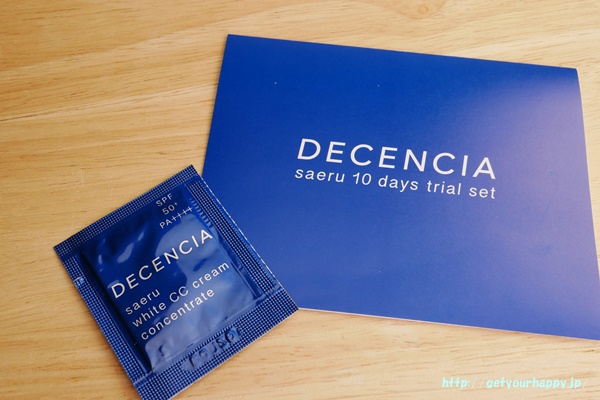 DECENCIA
saeru 10 days trial set
SPF
50+
PA++++
DECENCIA
saeru
white CC cream
concentrate
http://getyourhappy.jp/